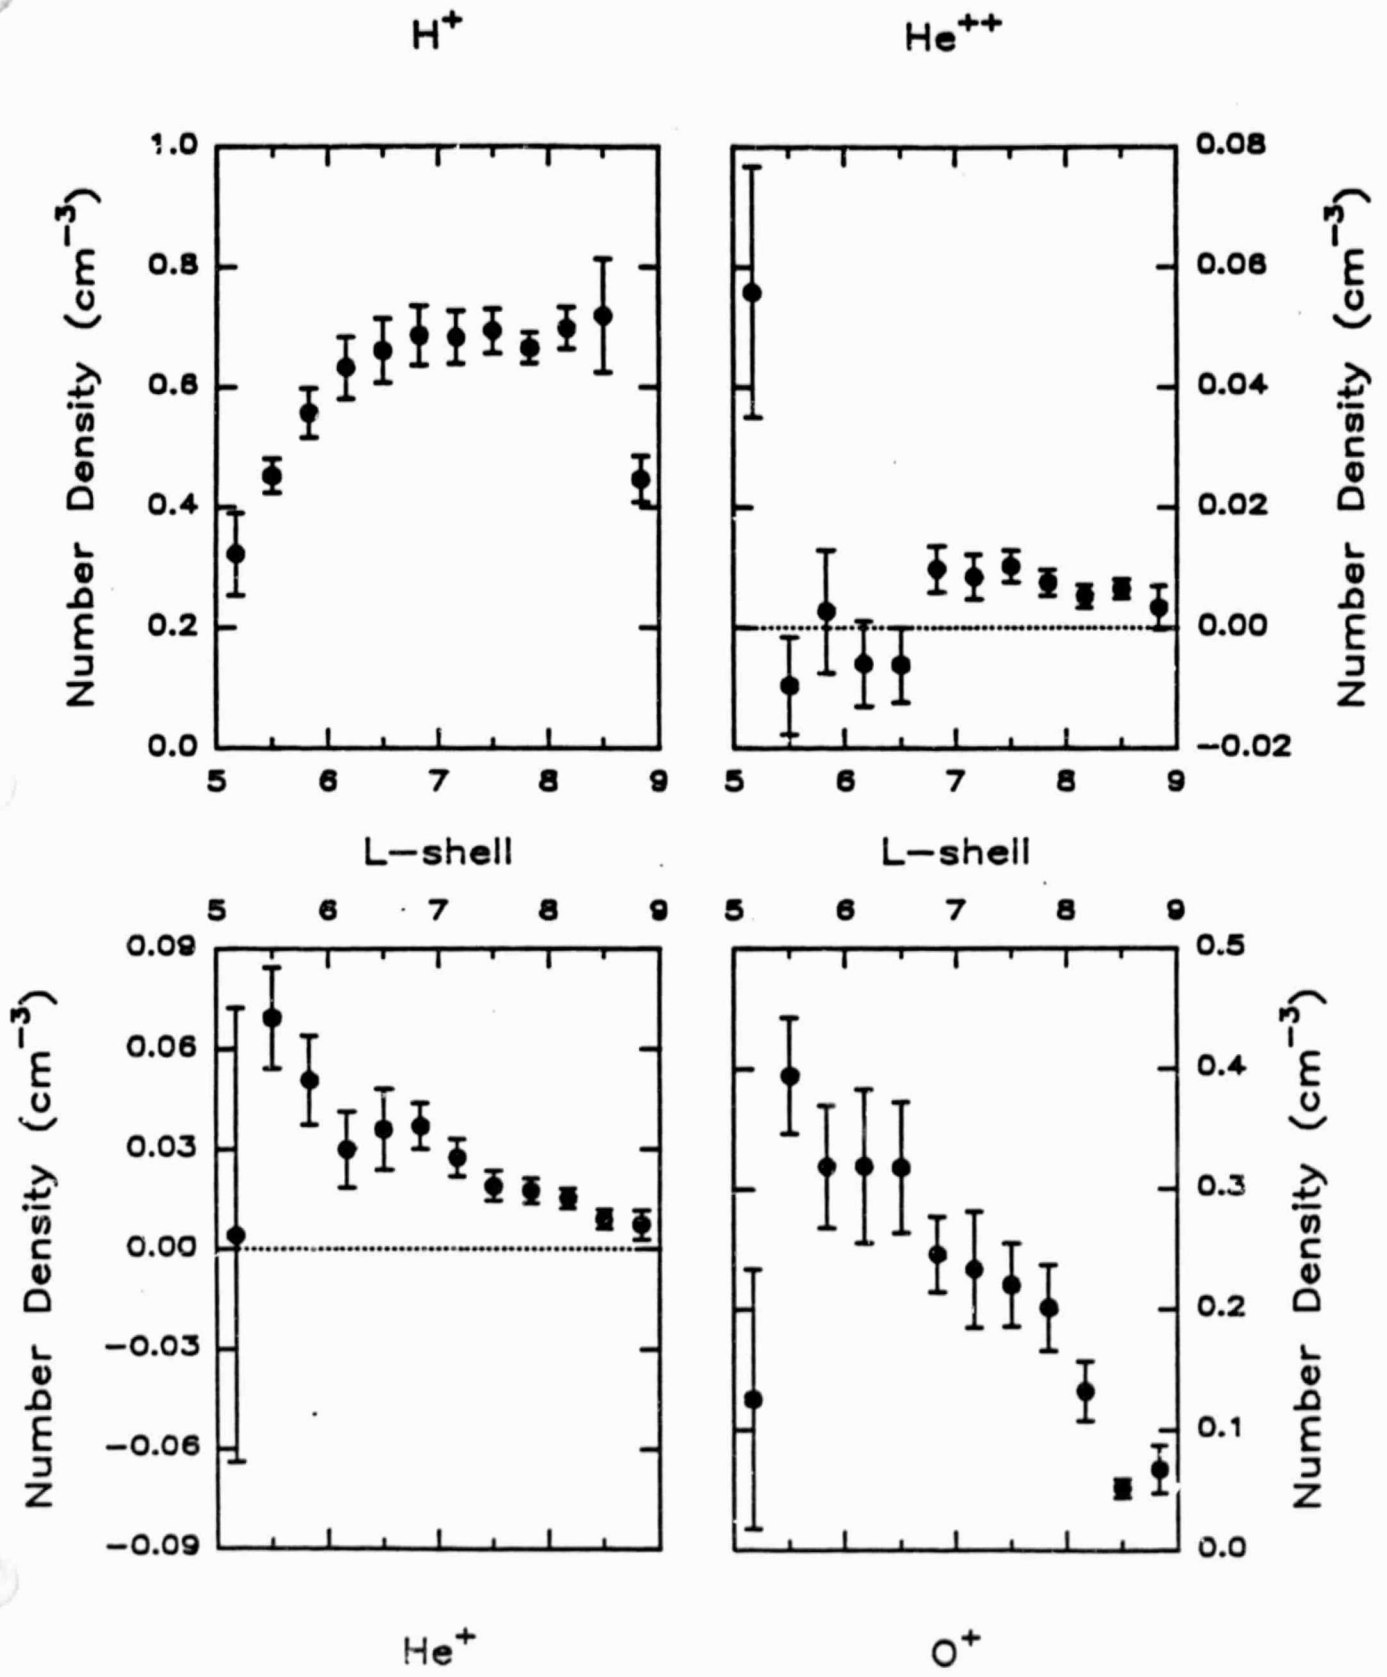 H⁺ He⁺⁺
1.0 0.08
0.8 0.06
0.6 0.04
0.4 0.02
0.2 0.00
0.0 −0.02
Number Density (cm⁻³)
Number Density (cm⁻³)
5 6 7 8 9 5 6 7 8 9
L−shell L−shell
5 6 7 8 9 5 6 7 8 9
0.09 0.5
0.06 0.4
0.03 0.3
0.00 0.2
−0.03 0.1
−0.06
−0.09 0.0
Number Density (cm⁻³)
Number Density (cm⁻³)
He⁺ O⁺